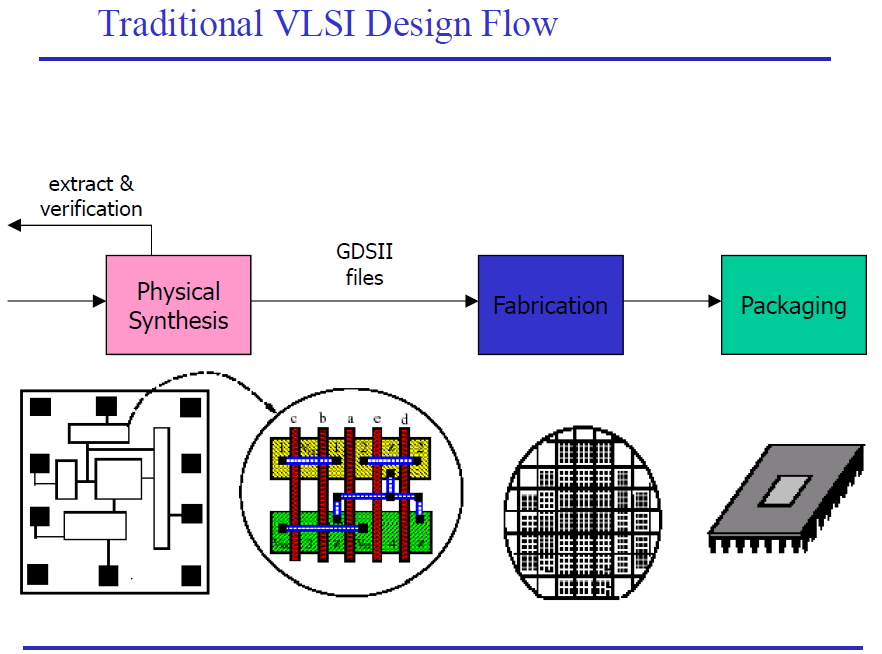 Traditional VLSI Design Flow
extract &
verification
GDSII
files
Physical
Synthesis
Fabrication
Packaging
c b a e d